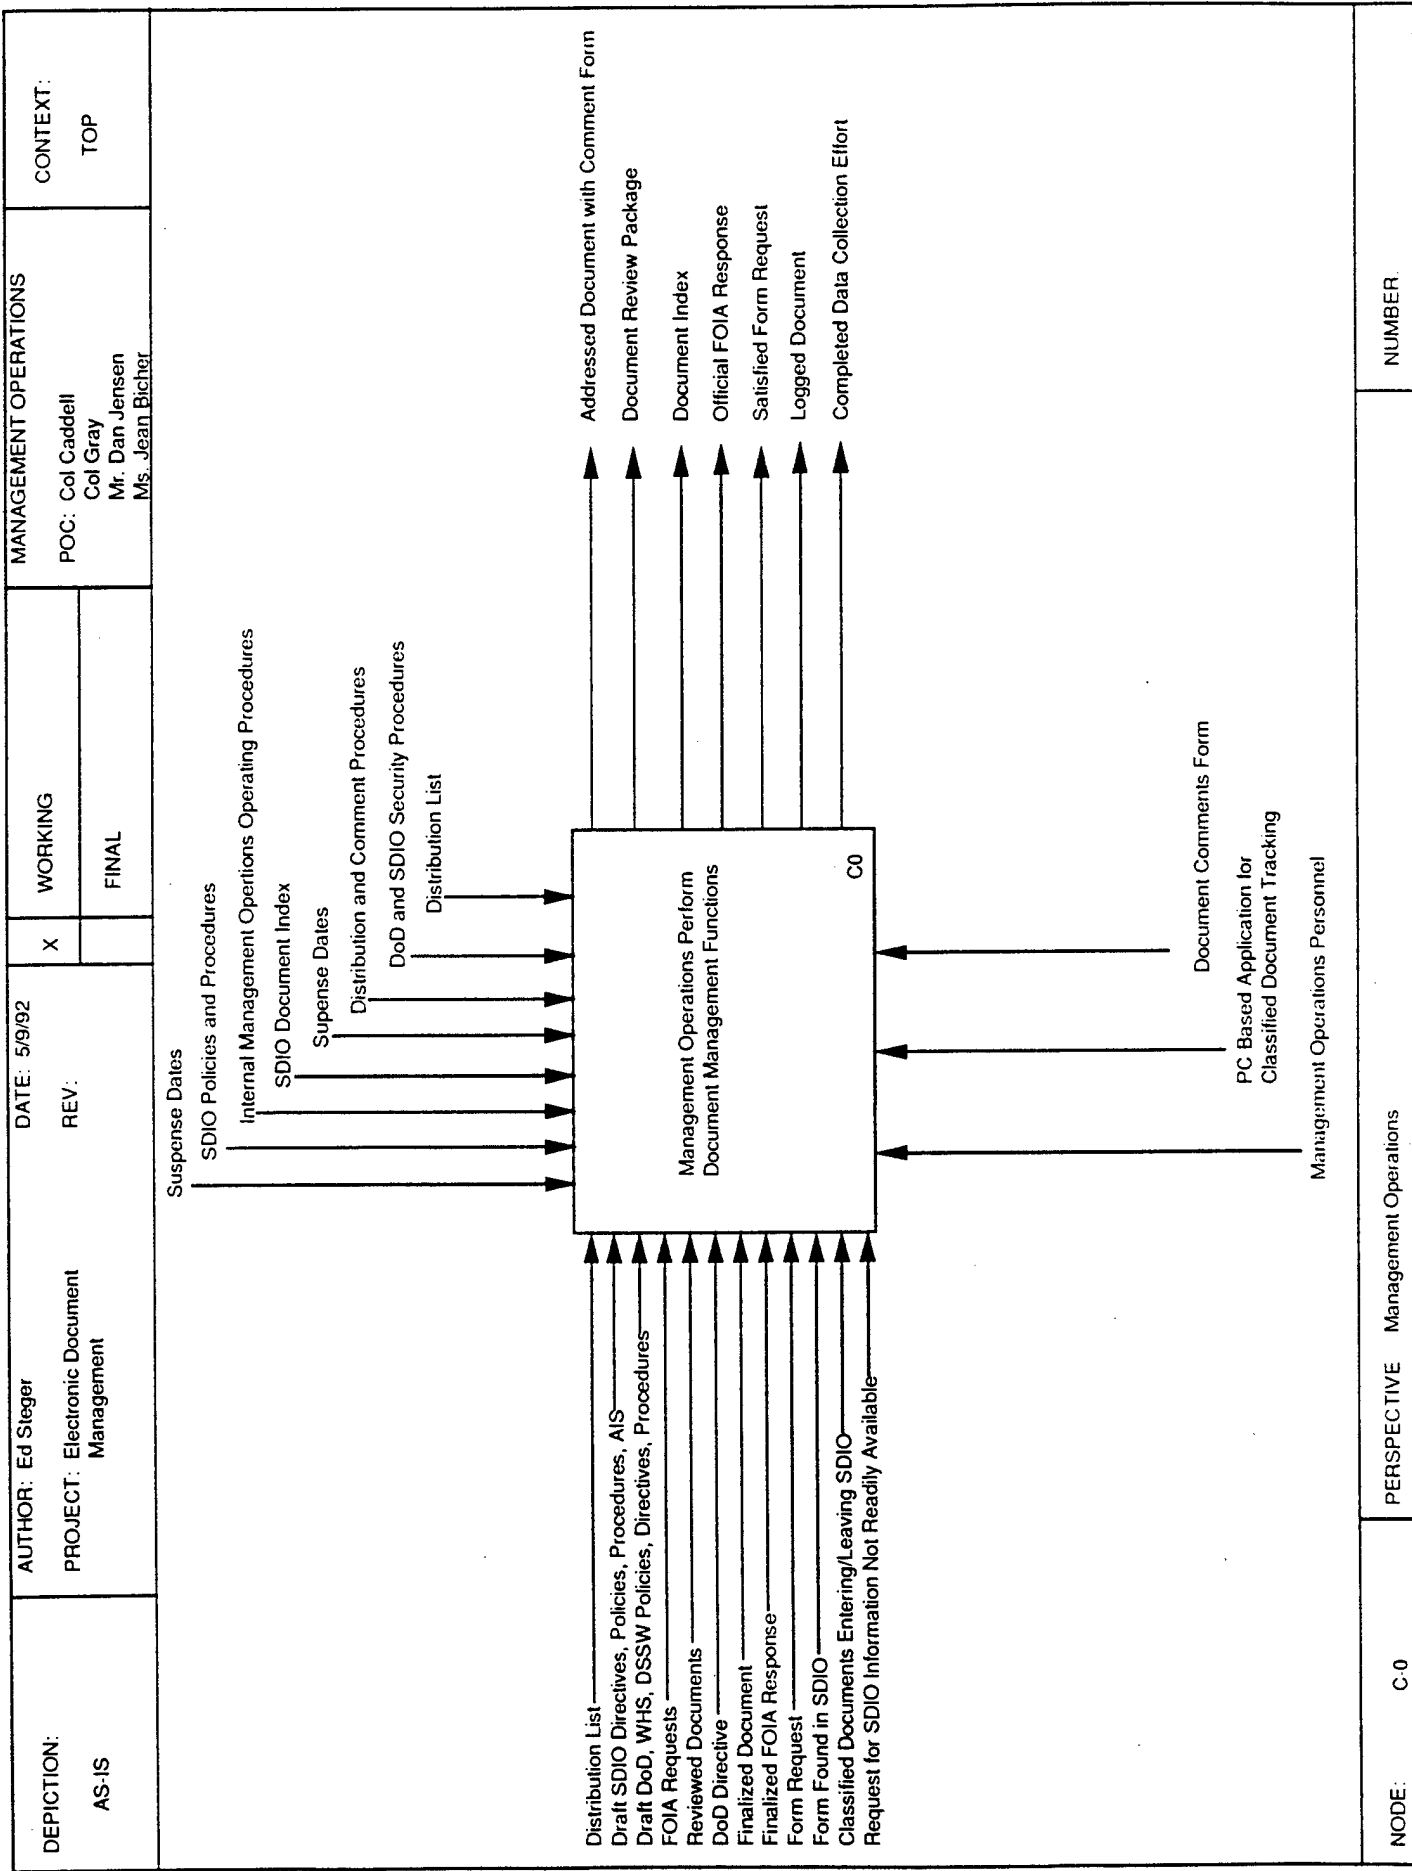 DEPICTION:
AS-IS
AUTHOR: Ed Steger
PROJECT: Electronic Document
Management
DATE: 5/9/92
REV:
X
WORKING
FINAL
MANAGEMENT OPERATIONS
POC: Col Caddell
Col Gray
Mr. Dan Jensen
Ms. Jean Bicher
CONTEXT:
TOP
Suspense Dates
SDIO Policies and Procedures
Internal Management Opertions Operating Procedures
SDIO Document Index
Supense Dates
Distribution and Comment Procedures
DoD and SDIO Security Procedures
Distribution List
Distribution List
Draft SDIO Directives, Policies, Procedures, AIS
Draft DoD, WHS, DSSW Policies, Directives, Procedures
FOIA Requests
Reviewed Documents
DoD Directive
Finalized Document
Finalized FOIA Response
Form Request
Form Found in SDIO
Classified Documents Entering/Leaving SDIO
Request for SDIO Information Not Readily Available
Management Operations Perform
Document Management Functions
C0
Addressed Document with Comment Form
Document Review Package
Document Index
Official FOIA Response
Satisfied Form Request
Logged Document
Completed Data Collection Effort
Document Comments Form
PC Based Application for
Classified Document Tracking
Management Operations Personnel
NODE: C-0
PERSPECTIVE Management Operations
NUMBER